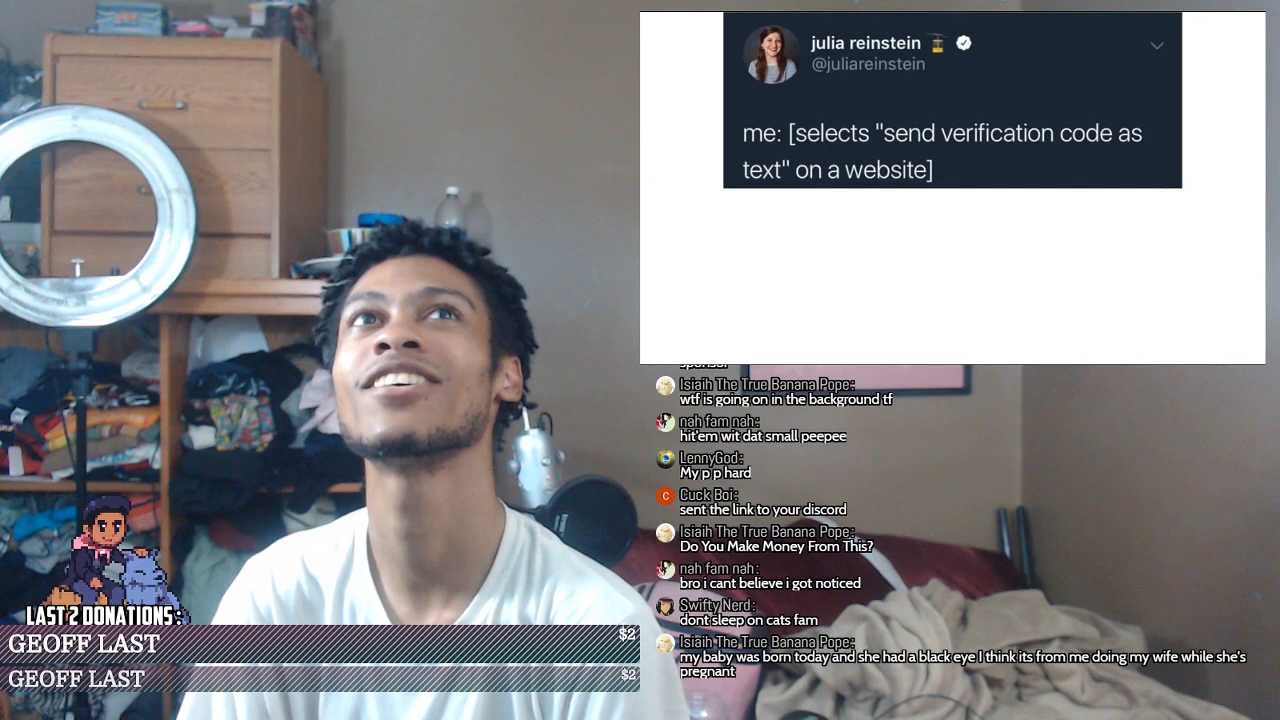 julia reinstein
@juliareinstein
me: [selects "send verification code as
text" on a website]
sponsor
Isiaih The True Banana Pope:
wtf is going on in the background tf
nah fam nah:
hit'em wit dat small peepee
LennyGod:
My p p hard
C
Cuck Boi:
sent the link to your discord
Isiaih The True Banana Pope:
Do You Make Money From This?
nah fam nah:
bro i cant believe i got noticed
Swifty Nerd:
dont sleep on cats fam
Isiaih The True Banana Pope:
my baby was born today and she had a black eye I think its from me doing my wife while she's
pregnant
LAST 2 DONATIONS:
GEOFF LAST $2
GEOFF LAST $2